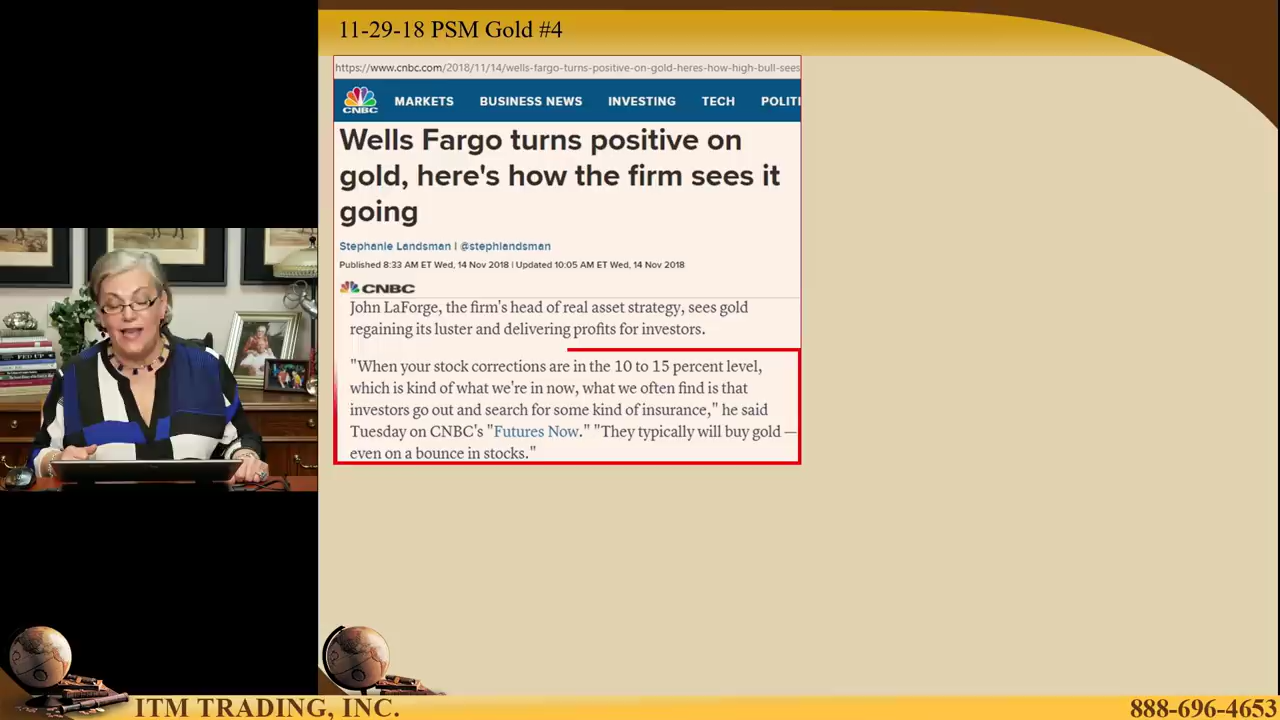 11-29-18 PSM Gold #4
https://www.cnbc.com/2018/11/14/wells-fargo-turns-positive-on-gold-heres-how-high-bull-sees
CNBC MARKETS BUSINESS NEWS INVESTING TECH POLITI
Wells Fargo turns positive on
gold, here's how the firm sees it
going
Stephanie Landsman | @stephlandsman
Published 8:33 AM ET Wed, 14 Nov 2018 | Updated 10:05 AM ET Wed, 14 Nov 2018
CNBC
John LaForge, the firm's head of real asset strategy, sees gold
regaining its luster and delivering profits for investors.
"When your stock corrections are in the 10 to 15 percent level,
which is kind of what we're in now, what we often find is that
investors go out and search for some kind of insurance," he said
Tuesday on CNBC's "Futures Now." "They typically will buy gold —
even on a bounce in stocks."
FED UP
ITM TRADING, INC.
888-696-4653